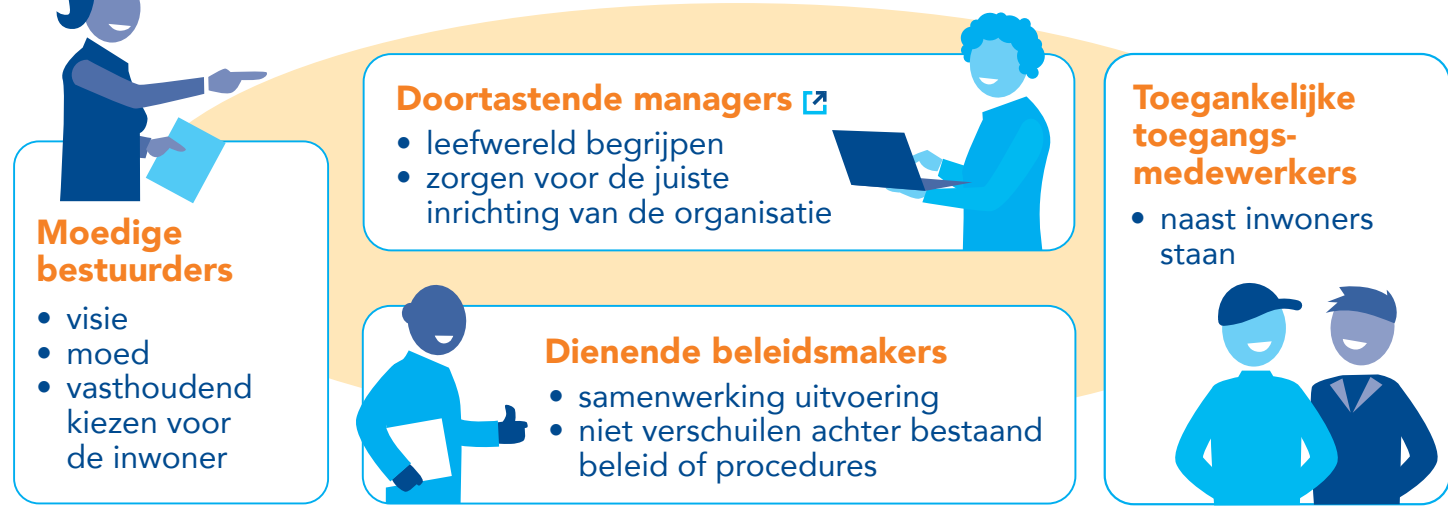 Moedige
bestuurders
• visie
• moed
• vasthoudend
kiezen voor
de inwoner
Doortastende managers
• leefwereld begrijpen
• zorgen voor de juiste
inrichting van de organisatie
Dienende beleidsmakers
• samenwerking uitvoering
• niet verschuilen achter bestaand
beleid of procedures
Toegankelijke
toegangs-
medewerkers
• naast inwoners
staan